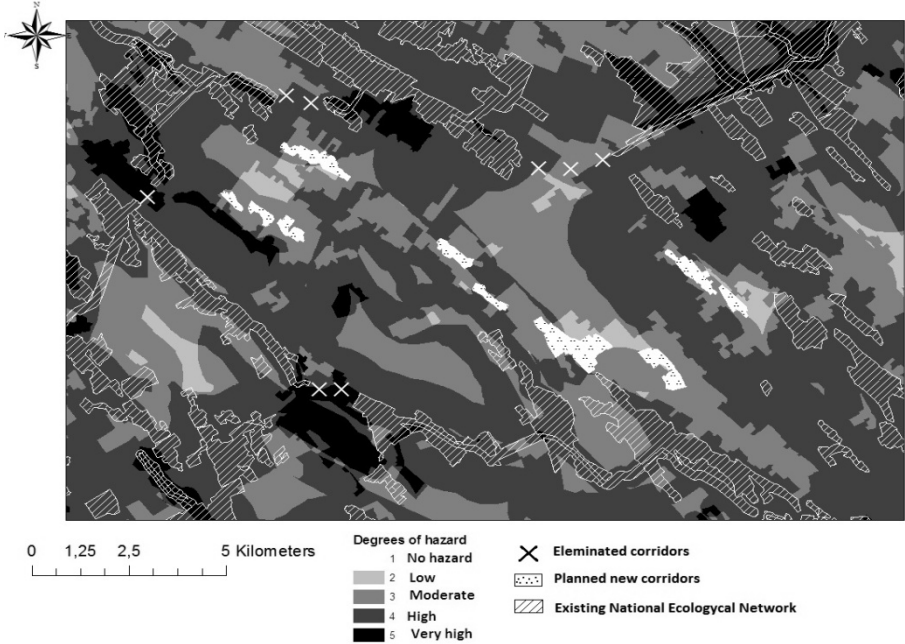 N
E
S
0 1,25 2,5 5 Kilometers
Degrees of hazard
1 No hazard
2 Low
3 Moderate
4 High
5 Very high
Eleminated corridors
Planned new corridors
Existing National Ecologycal Network